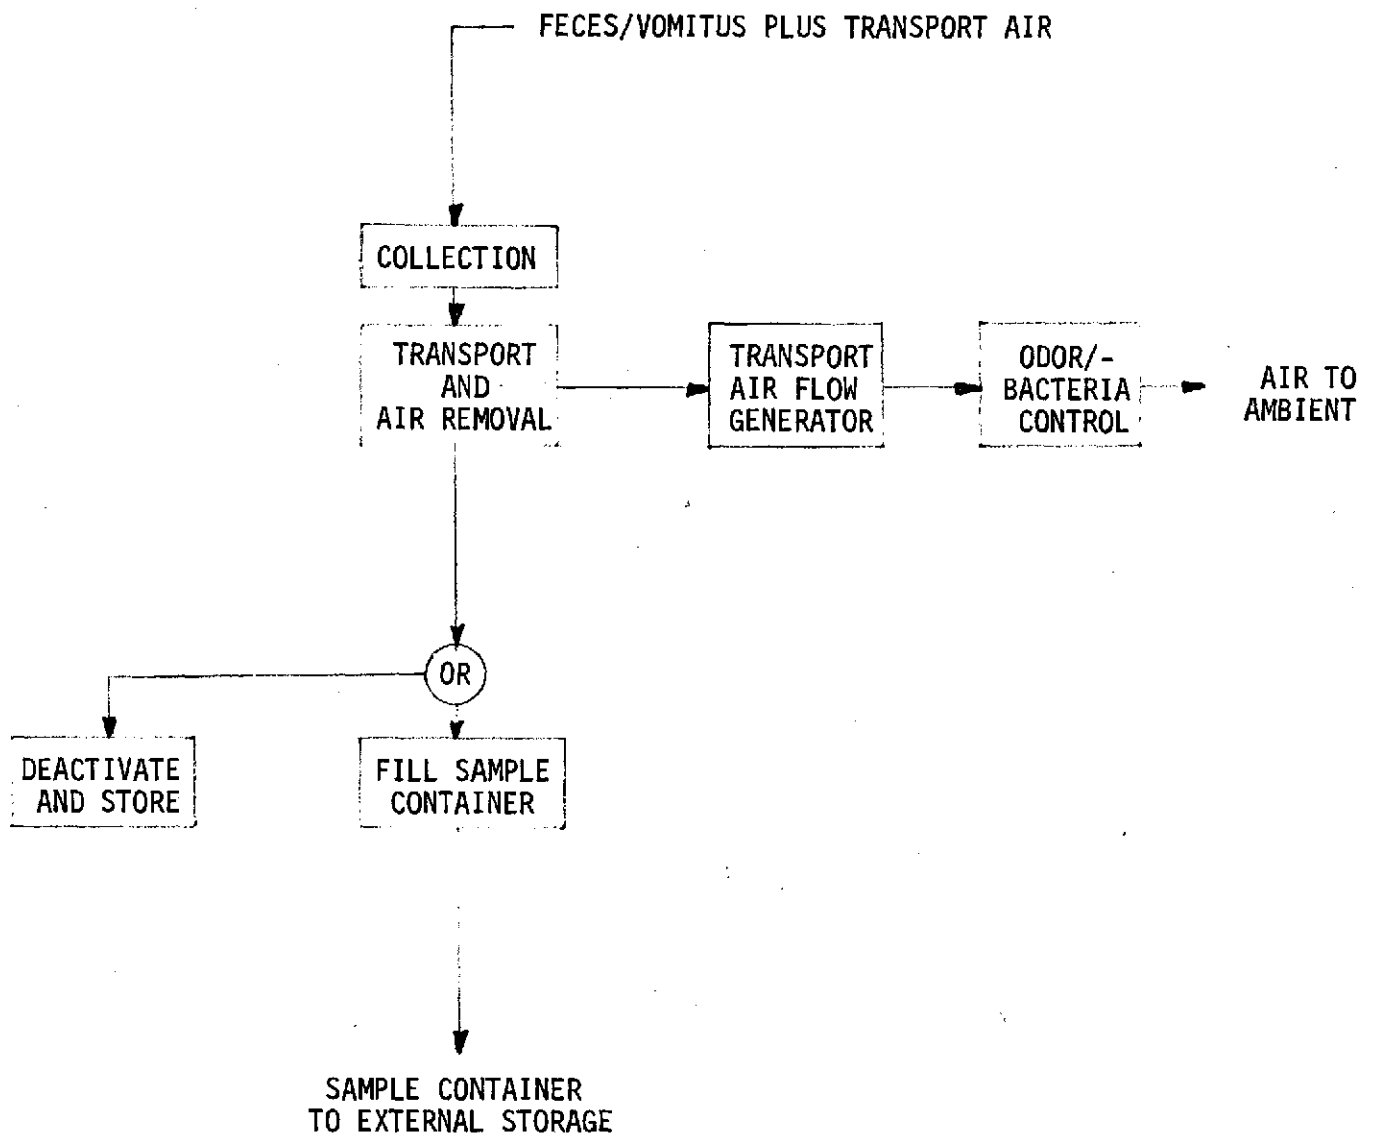 FECES/VOMITUS PLUS TRANSPORT AIR
COLLECTION
TRANSPORT
AND
AIR REMOVAL
TRANSPORT
AIR FLOW
GENERATOR
ODOR/-
BACTERIA
CONTROL
AIR TO
AMBIENT
OR
DEACTIVATE
AND STORE
FILL SAMPLE
CONTAINER
SAMPLE CONTAINER
TO EXTERNAL STORAGE